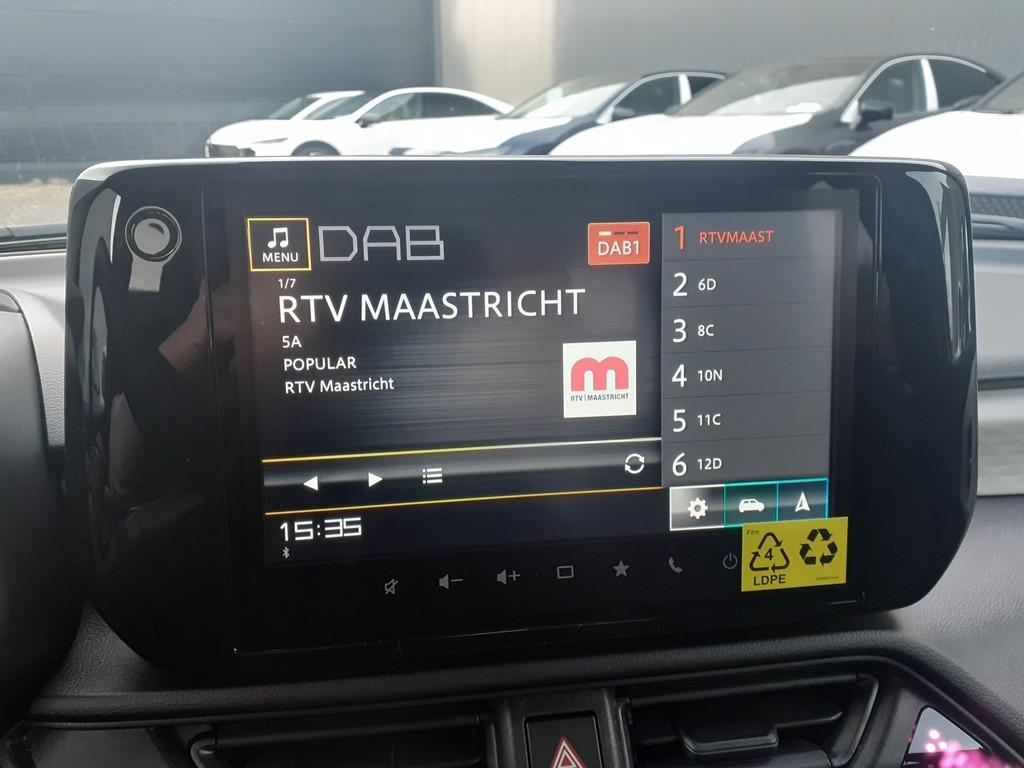 MENU
DAB
DAB1
1/7
RTV MAASTRICHT
5A
POPULAR
RTV Maastricht
RTV | MAASTRICHT
1 RTVMAAST
2 6D
3 8C
4 10N
5 11C
6 12D
15:35
Film
4
LDPE